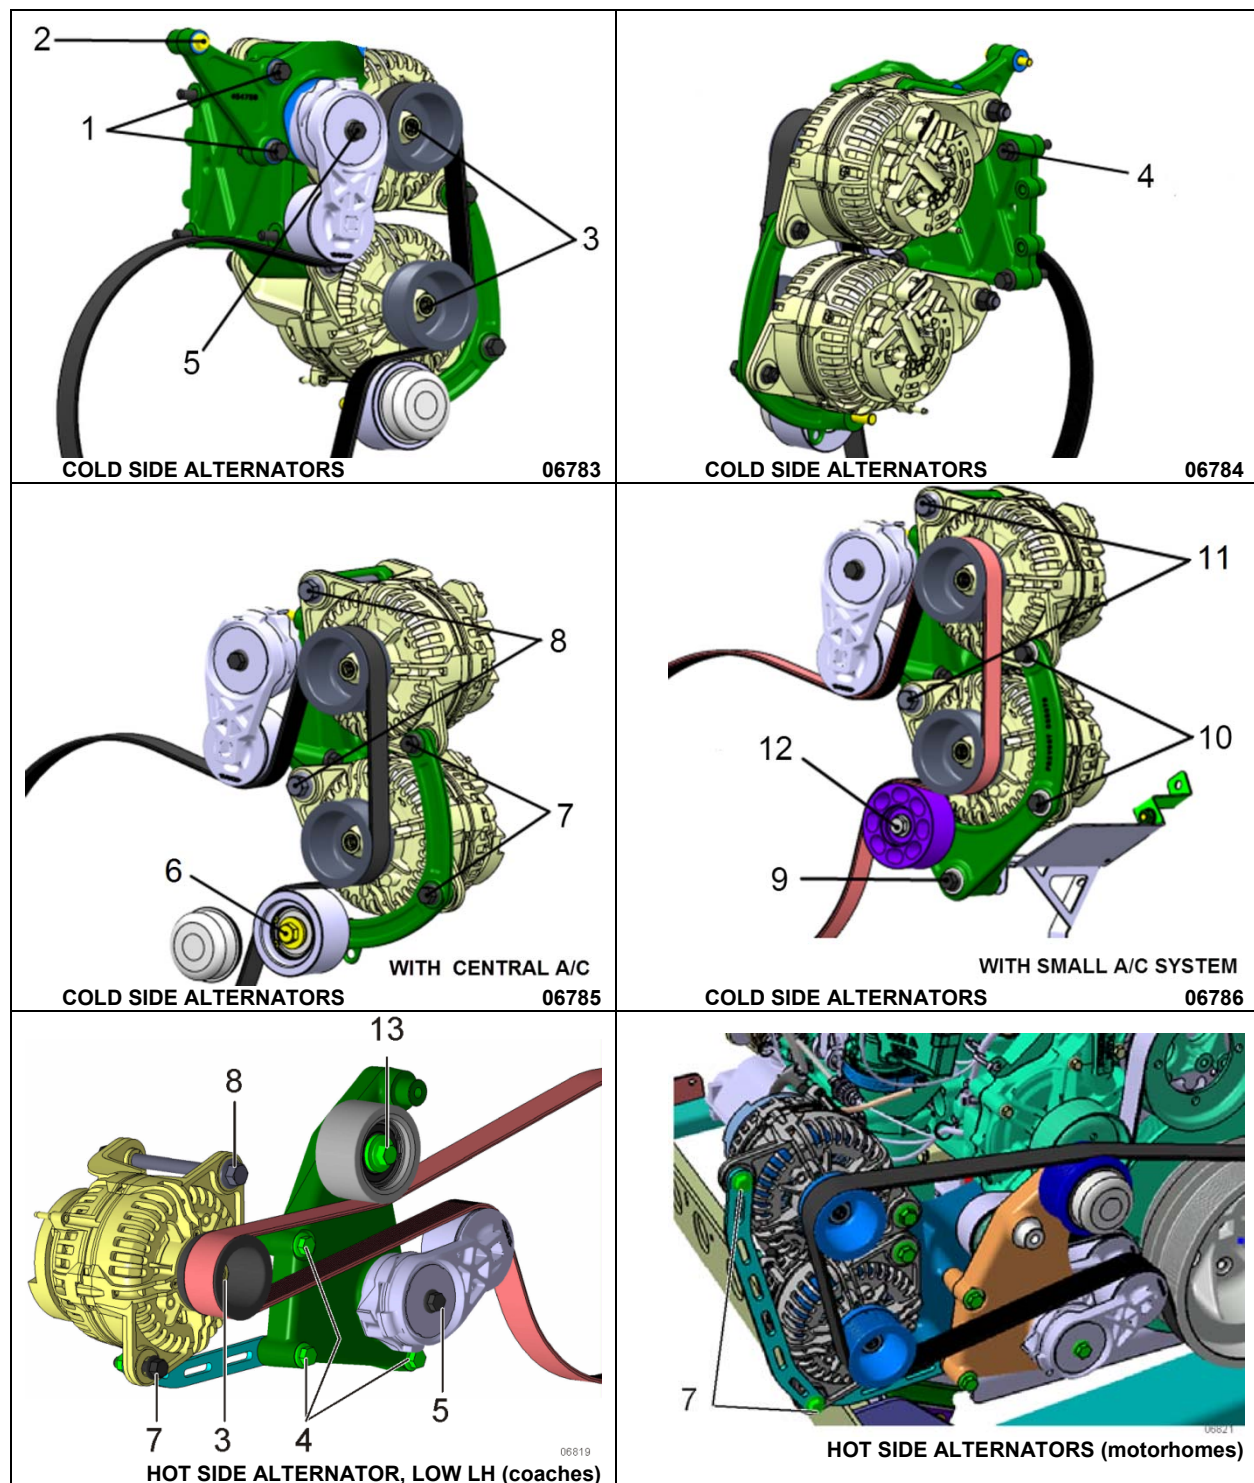 2
1
3
5
COLD SIDE ALTERNATORS 06783
4
COLD SIDE ALTERNATORS 06784
8
7
6
WITH CENTRAL A/C
COLD SIDE ALTERNATORS 06785
11
10
12
9
WITH SMALL A/C SYSTEM
COLD SIDE ALTERNATORS 06786
13
8
7 3 4 5
06819
HOT SIDE ALTERNATOR, LOW LH (coaches)
7
06821
HOT SIDE ALTERNATORS (motorhomes)